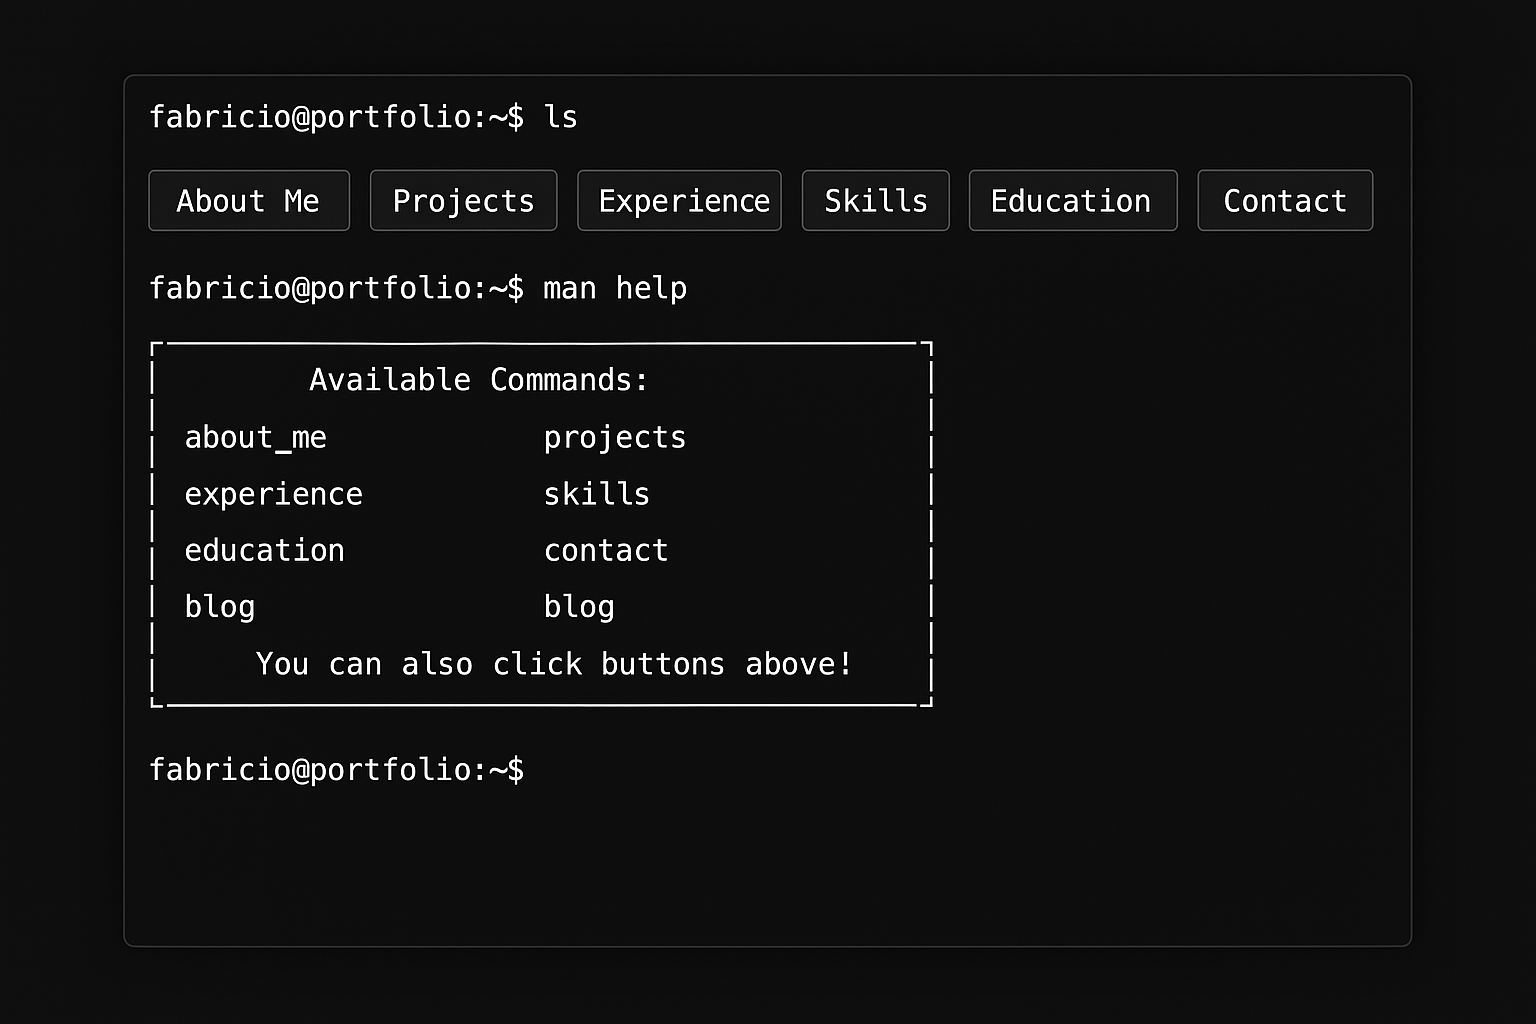 fabricio@portfolio:~$ ls
About Me Projects Experience Skills Education Contact
fabricio@portfolio:~$ man help
Available Commands:
about_me projects
experience skills
education contact
blog blog
You can also click buttons above!
fabricio@portfolio:~$